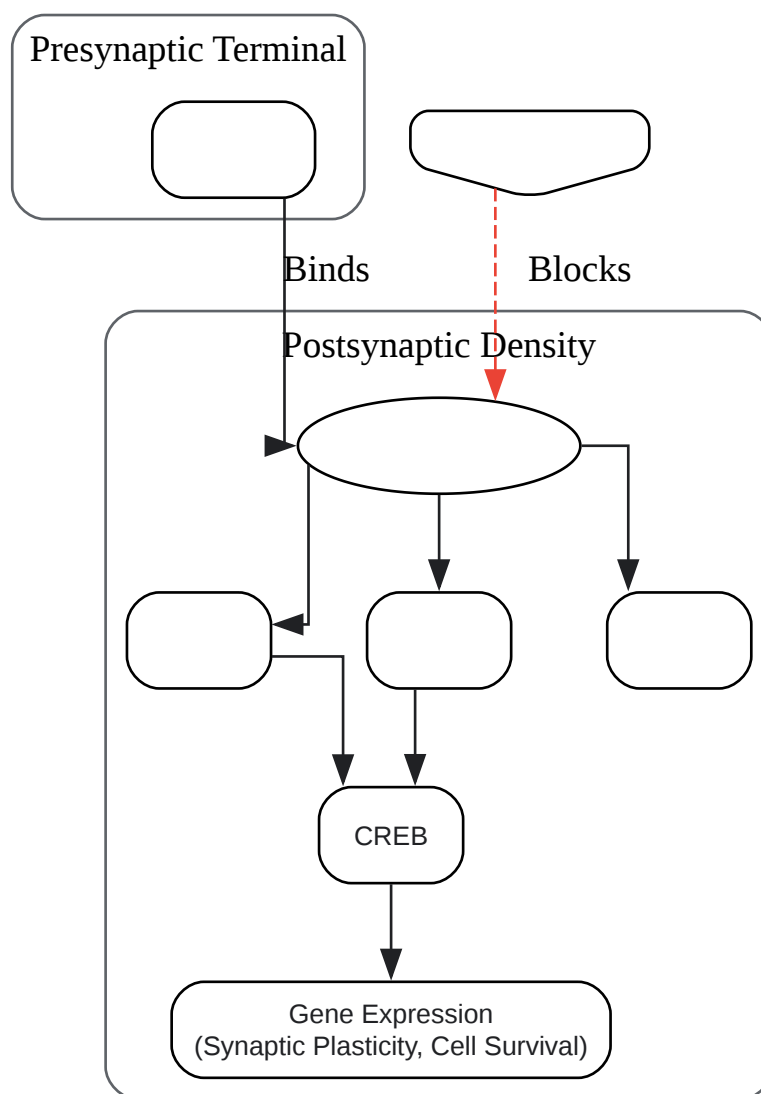 Presynaptic Terminal
Binds
Blocks
Postsynaptic Density
CREB
Gene Expression
(Synaptic Plasticity, Cell Survival)